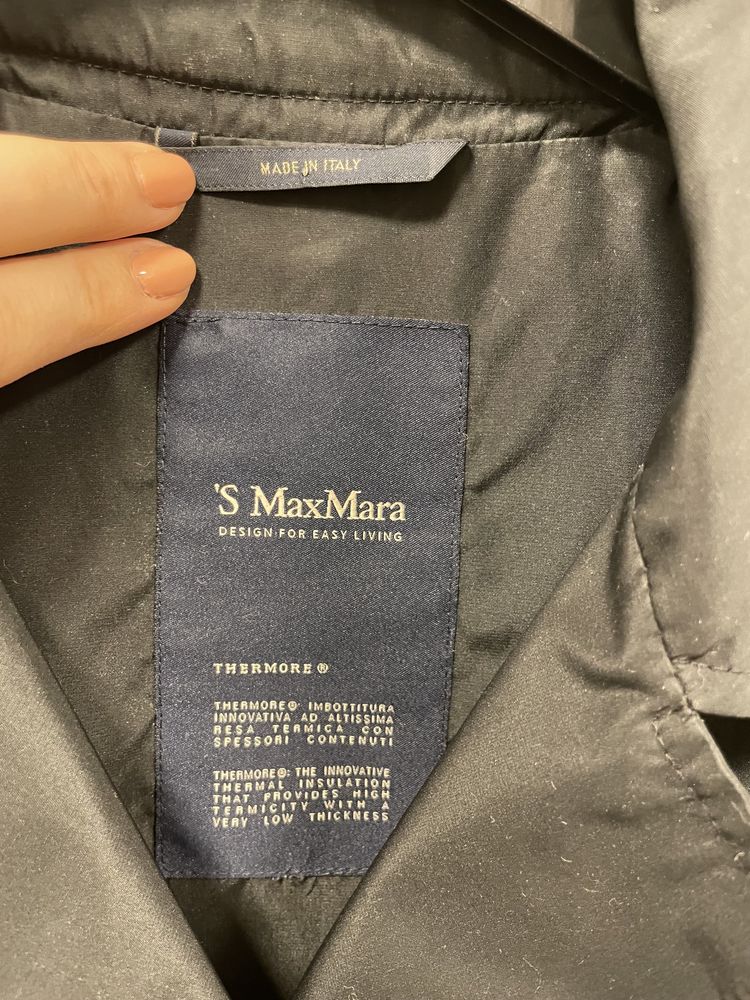 MADE IN ITALY
'S MaxMara
DESIGN FOR EASY LIVING
THERMORE ®
THERMORE® IMBOTTITURA
INNOVATIVA AD ALTISSIMA
RESA TERMICA CON
SPESSORI CONTENUTI
THERMORE®: THE INNOVATIVE
THERMAL INSULATION
THAT PROVIDES HIGH
TERMICITY WITH A
VERY LOW THICKNESS